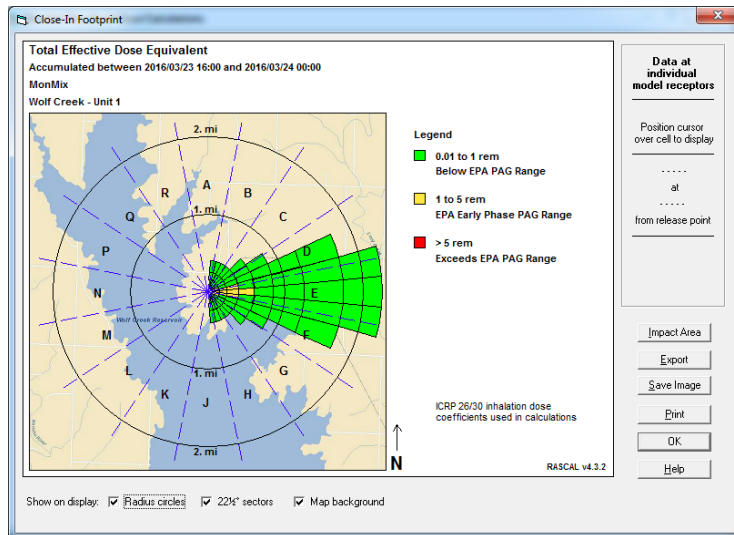 Close-In Footprint
Total Effective Dose Equivalent
Accumulated between 2016/03/23 16:00 and 2016/03/24 00:00
MonMix
Wolf Creek - Unit 1
2. mi
A
B
C
D
E
F
G
H
J
K
L
M
N
P
Q
R
1. mi
Wolf Creek Reservoir
1. mi
2. mi
Legend
0.01 to 1 rem
Below EPA PAG Range
1 to 5 rem
EPA Early Phase PAG Range
> 5 rem
Exceeds EPA PAG Range
ICRP 26/30 inhalation dose
coefficients used in calculations
N
RASCAL v4.3.2
Data at
individual
model receptors
Position cursor
over cell to display
- - - - -
at
- - - - -
from release point
Impact Area
Export
Save Image
Print
OK
Help
Show on display:
Radius circles
22½° sectors
Map background